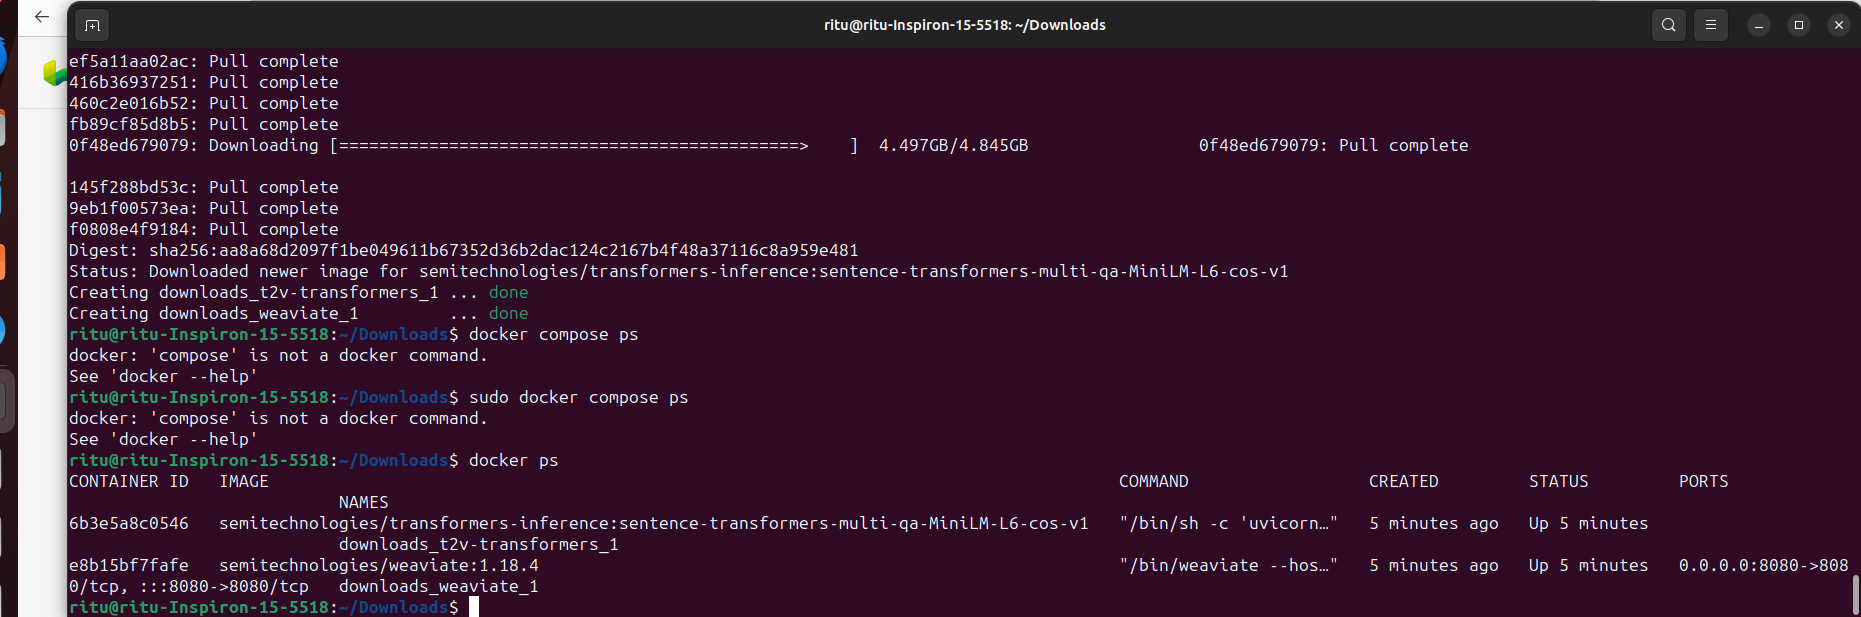 ritu@ritu-Inspiron-15-5518: ~/Downloads
ef5a11aa02ac: Pull complete
416b36937251: Pull complete
460c2e016b52: Pull complete
fb89cf85d8b5: Pull complete
0f48ed679079: Downloading [==============================================>    ]  4.497GB/4.845GB                 0f48ed679079: Pull complete
145f288bd53c: Pull complete
9eb1f00573ea: Pull complete
f0808e4f9184: Pull complete
Digest: sha256:aa8a68d2097f1be049611b67352d36b2dac124c2167b4f48a37116c8a959e481
Status: Downloaded newer image for semitechnologies/transformers-inference:sentence-transformers-multi-qa-MiniLM-L6-cos-v1
Creating downloads_t2v-transformers_1 ... done
Creating downloads_weaviate_1         ... done
ritu@ritu-Inspiron-15-5518:~/Downloads$ docker compose ps
docker: 'compose' is not a docker command.
See 'docker --help'
ritu@ritu-Inspiron-15-5518:~/Downloads$ sudo docker compose ps
docker: 'compose' is not a docker command.
See 'docker --help'
ritu@ritu-Inspiron-15-5518:~/Downloads$ docker ps
CONTAINER ID   IMAGE                                                                                     COMMAND                  CREATED         STATUS         PORTS
                           NAMES
6b3e5a8c0546   semitechnologies/transformers-inference:sentence-transformers-multi-qa-MiniLM-L6-cos-v1   "/bin/sh -c 'uvicorn…"   5 minutes ago   Up 5 minutes
                           downloads_t2v-transformers_1
e8b15bf7fafe   semitechnologies/weaviate:1.18.4                                                          "/bin/weaviate --hos…"   5 minutes ago   Up 5 minutes   0.0.0.0:8080->808
0/tcp, :::8080->8080/tcp   downloads_weaviate_1
ritu@ritu-Inspiron-15-5518:~/Downloads$